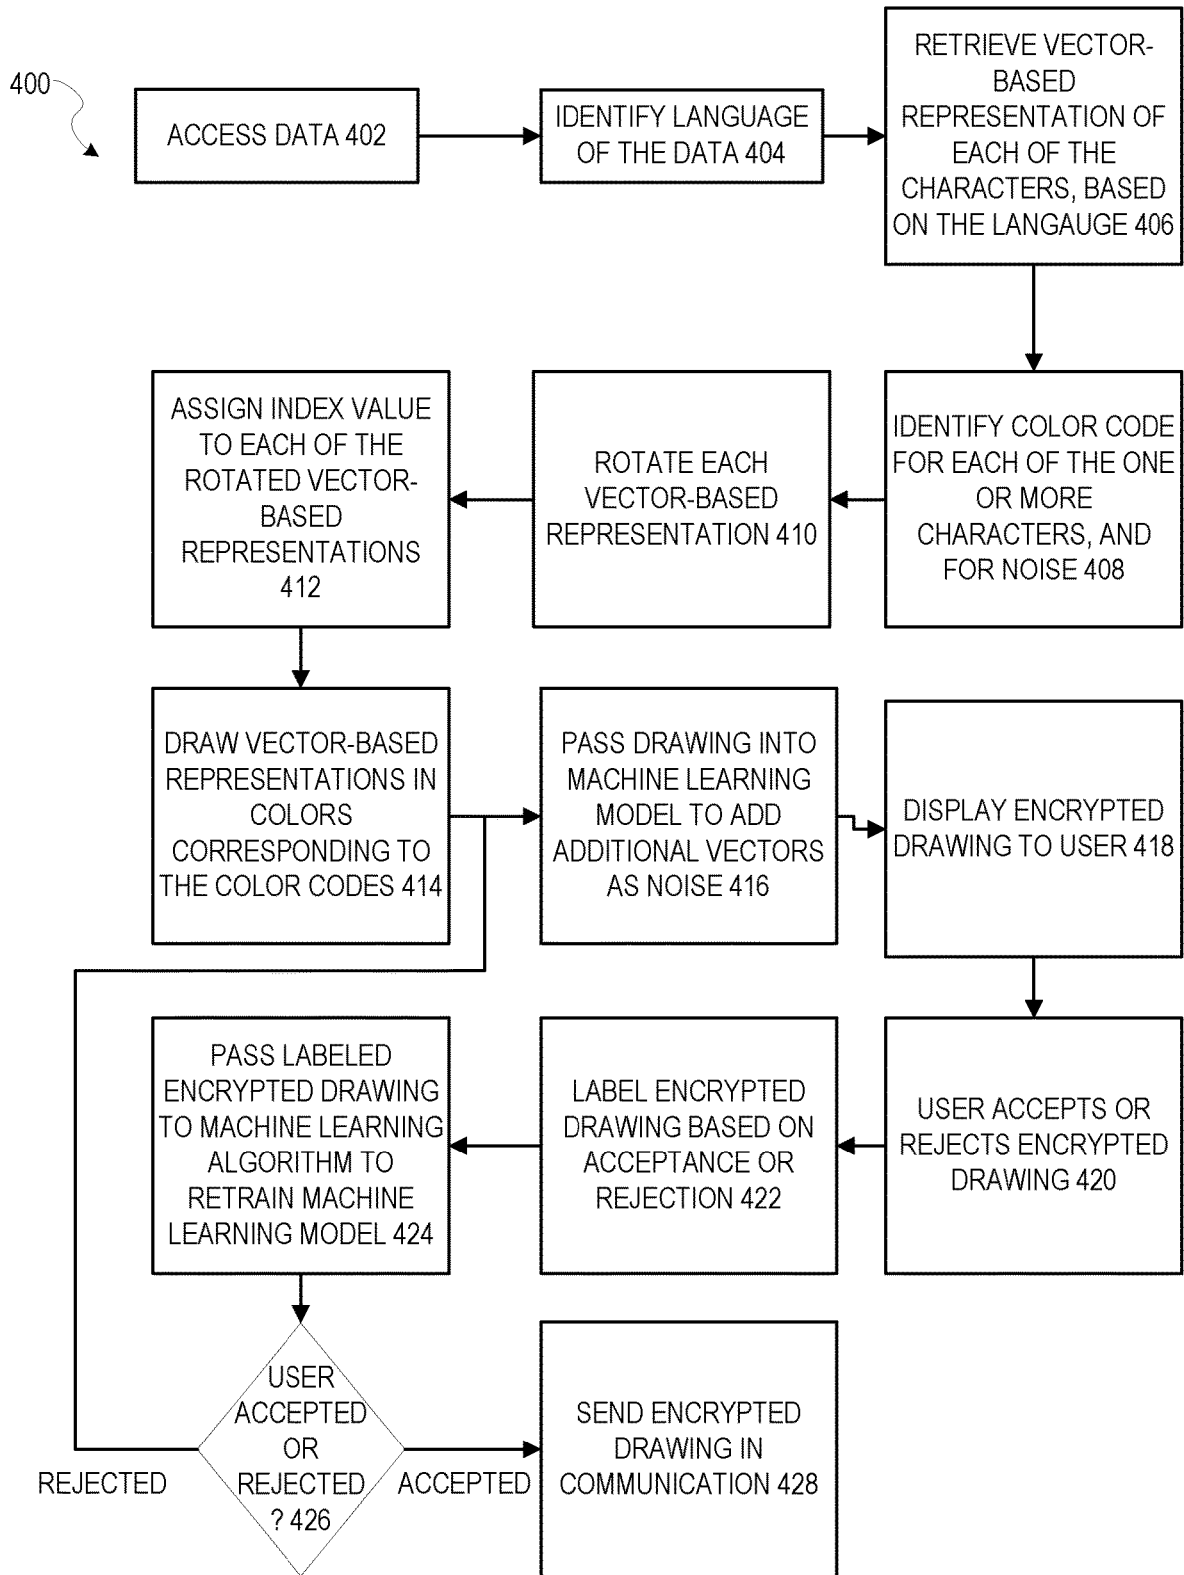 400
ACCESS DATA 402
IDENTIFY LANGUAGE
OF THE DATA 404
RETRIEVE VECTOR-
BASED
REPRESENTATION OF
EACH OF THE
CHARACTERS, BASED
ON THE LANGAUGE 406
IDENTIFY COLOR CODE
FOR EACH OF THE ONE
OR MORE
CHARACTERS, AND
FOR NOISE 408
ROTATE EACH
VECTOR-BASED
REPRESENTATION 410
ASSIGN INDEX VALUE
TO EACH OF THE
ROTATED VECTOR-
BASED
REPRESENTATIONS
412
DRAW VECTOR-BASED
REPRESENTATIONS IN
COLORS
CORRESPONDING TO
THE COLOR CODES 414
PASS DRAWING INTO
MACHINE LEARNING
MODEL TO ADD
ADDITIONAL VECTORS
AS NOISE 416
DISPLAY ENCRYPTED
DRAWING TO USER 418
USER ACCEPTS OR
REJECTS ENCRYPTED
DRAWING 420
LABEL ENCRYPTED
DRAWING BASED ON
ACCEPTANCE OR
REJECTION 422
PASS LABELED
ENCRYPTED DRAWING
TO MACHINE LEARNING
ALGORITHM TO
RETRAIN MACHINE
LEARNING MODEL 424
USER
ACCEPTED
OR
REJECTED
? 426
REJECTED
ACCEPTED
SEND ENCRYPTED
DRAWING IN
COMMUNICATION 428